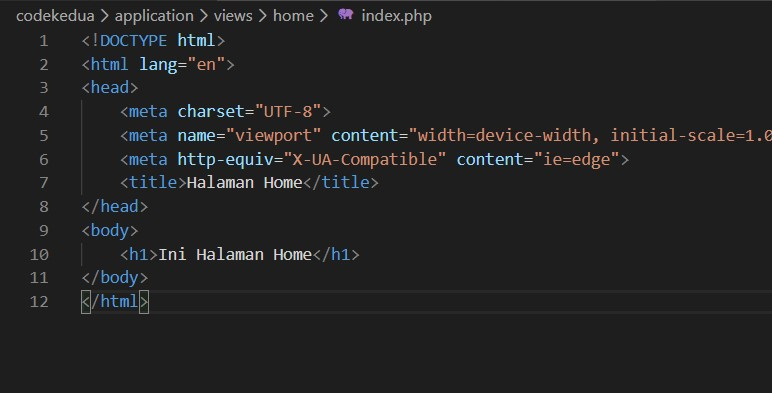 codekedua > application > views > home > index.php
1 <!DOCTYPE html>
2 <html lang="en">
3 <head>
4     <meta charset="UTF-8">
5     <meta name="viewport" content="width=device-width, initial-scale=1.0
6     <meta http-equiv="X-UA-Compatible" content="ie=edge">
7     <title>Halaman Home</title>
8 </head>
9 <body>
10     <h1>Ini Halaman Home</h1>
11 </body>
12 </html>